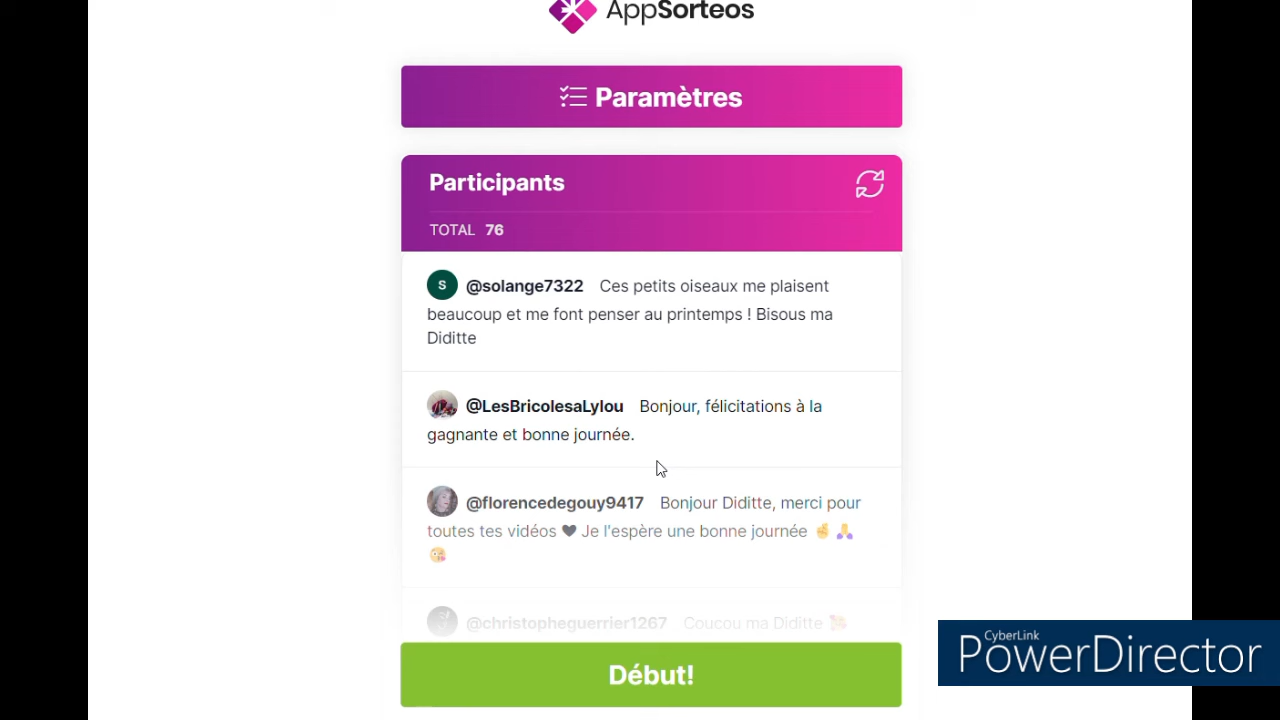 AppSorteos
Paramètres
Participants
TOTAL 76
S @solange7322 Ces petits oiseaux me plaisent
beaucoup et me font penser au printemps ! Bisous ma
Diditte
@LesBricolesaLylou Bonjour, félicitations à la
gagnante et bonne journée.
@florencedegouy9417 Bonjour Diditte, merci pour
toutes tes vidéos ❤ Je l'espère une bonne journée 🤞 🙏
😘
@christopheguerrier1267 Coucou ma Diditte 🥰
Début!
CyberLink
PowerDirector